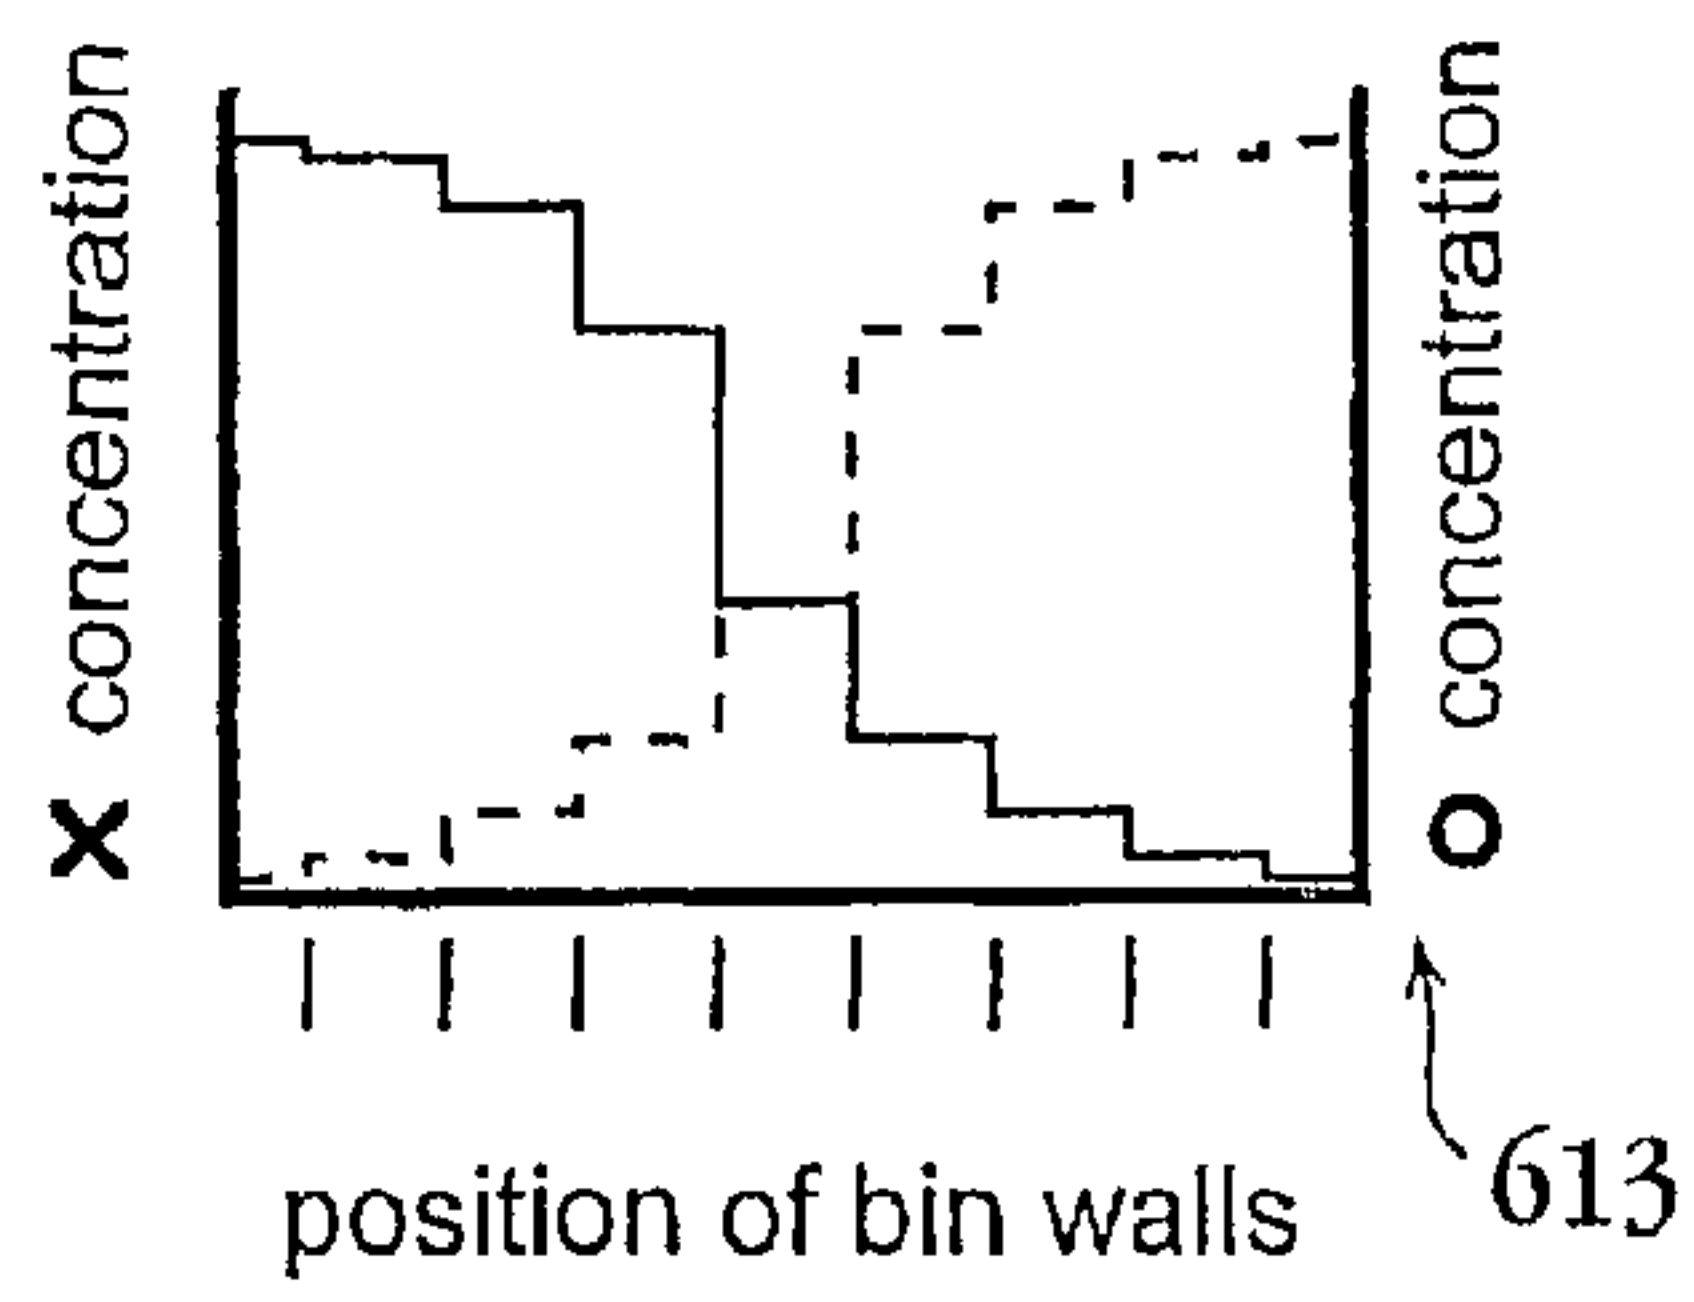 x concentration
o concentration
613
position of bin walls